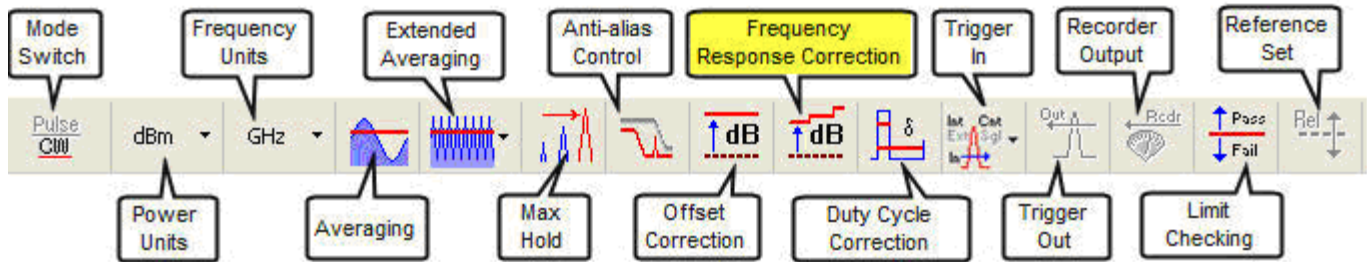 Mode
Switch
Frequency
Units
Extended
Averaging
Anti-alias
Control
Frequency
Response Correction
Trigger
In
Recorder
Output
Reference
Set
Pulse
CW
dBm
GHz
dB
dB
δ
Int Cnt
Ext Sgl
In
Out
Rcdr
Pass
Fail
Rel
Power
Units
Averaging
Max
Hold
Offset
Correction
Duty Cycle
Correction
Trigger
Out
Limit
Checking